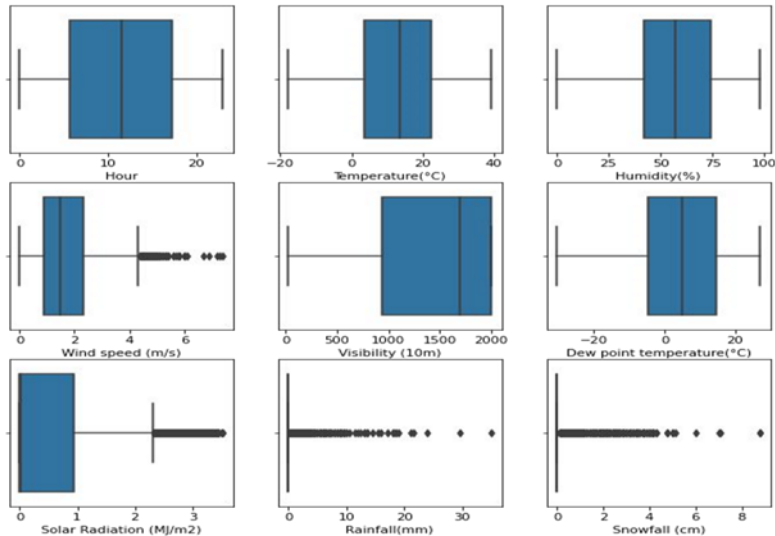 0 10 20
Hour
−20 0 20 40
Temperature(°C)
0 25 50 75 100
Humidity(%)
0 2 4 6
Wind speed (m/s)
0 500 1000 1500 2000
Visibility (10m)
−20 0 20
Dew point temperature(°C)
0 1 2 3
Solar Radiation (MJ/m2)
0 10 20 30
Rainfall(mm)
0 2 4 6 8
Snowfall (cm)